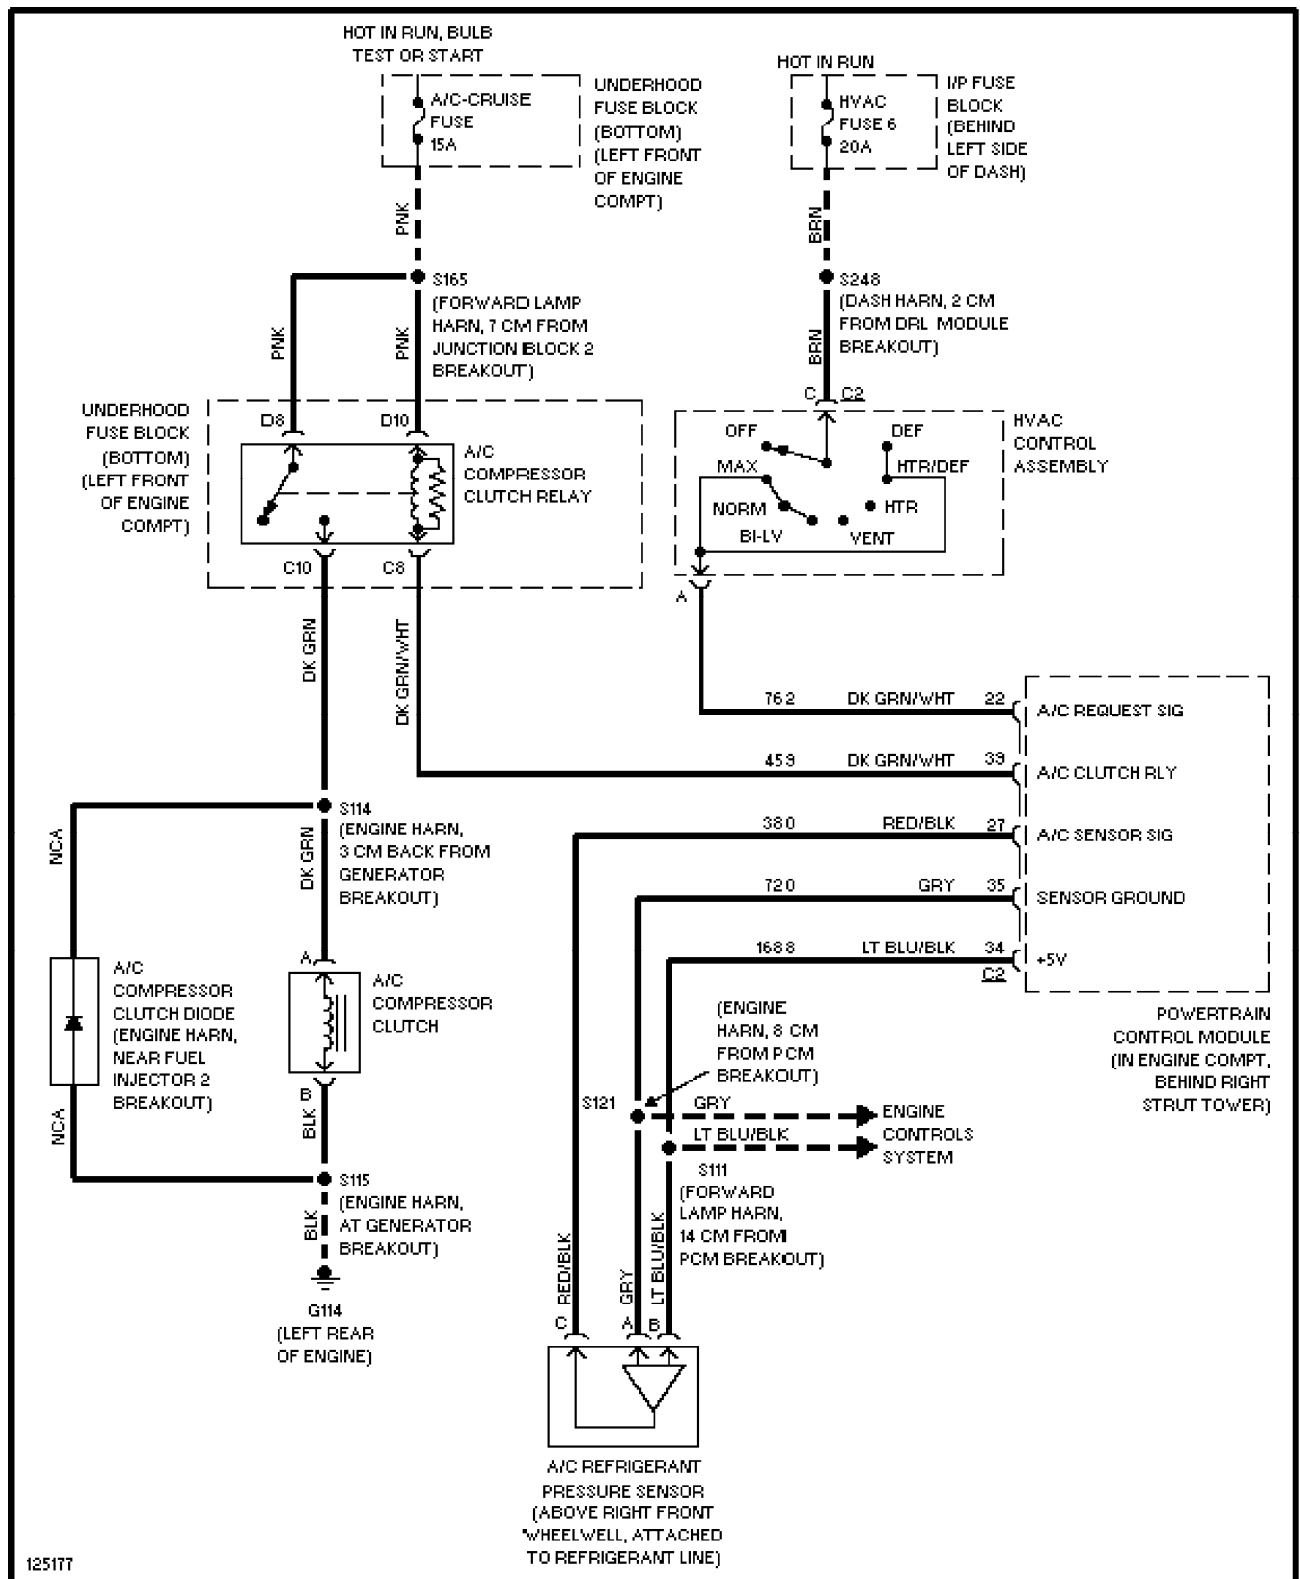 HOT IN RUN, BULB
TEST OR START
A/C-CRUISE
FUSE
15A
UNDERHOOD
FUSE BLOCK
(BOTTOM)
(LEFT FRONT
OF ENGINE
COMPT)
HOT IN RUN
HVAC
FUSE 6
20A
I/P FUSE
BLOCK
(BEHIND
LEFT SIDE
OF DASH)
PNK
BRN
S165
(FORWARD LAMP
HARN, 7 CM FROM
JUNCTION BLOCK 2
BREAKOUT)
S248
(DASH HARN, 2 CM
FROM DRL MODULE
BREAKOUT)
PNK
PNK
BRN
C C2
UNDERHOOD
FUSE BLOCK
(BOTTOM)
(LEFT FRONT
OF ENGINE
COMPT)
D8
D10
A/C
COMPRESSOR
CLUTCH RELAY
C10
C8
OFF
MAX
NORM
BI-LV
VENT
HTR
HTR/DEF
DEF
HVAC
CONTROL
ASSEMBLY
A
DK GRN
DK GRN/WHT
762 DK GRN/WHT 22
A/C REQUEST SIG
459 DK GRN/WHT 39
A/C CLUTCH RLY
380 RED/BLK 27
A/C SENSOR SIG
720 GRY 35
SENSOR GROUND
1688 LT BLU/BLK 34
+5V
C2
POWERTRAIN
CONTROL MODULE
(IN ENGINE COMPT,
BEHIND RIGHT
STRUT TOWER)
S114
(ENGINE HARN,
3 CM BACK FROM
GENERATOR
BREAKOUT)
NCA
DK GRN
A
A/C
COMPRESSOR
CLUTCH DIODE
(ENGINE HARN,
NEAR FUEL
INJECTOR 2
BREAKOUT)
A/C
COMPRESSOR
CLUTCH
B
NCA
BLK
S115
(ENGINE HARN,
AT GENERATOR
BREAKOUT)
BLK
G114
(LEFT REAR
OF ENGINE)
(ENGINE
HARN, 8 CM
FROM PCM
BREAKOUT)
S121
GRY
LT BLU/BLK
ENGINE
CONTROLS
SYSTEM
S111
(FORWARD
LAMP HARN,
14 CM FROM
PCM BREAKOUT)
RED/BLK
GRY
LT BLU/BLK
C
A
B
A/C REFRIGERANT
PRESSURE SENSOR
(ABOVE RIGHT FRONT
WHEELWELL, ATTACHED
TO REFRIGERANT LINE)
125177